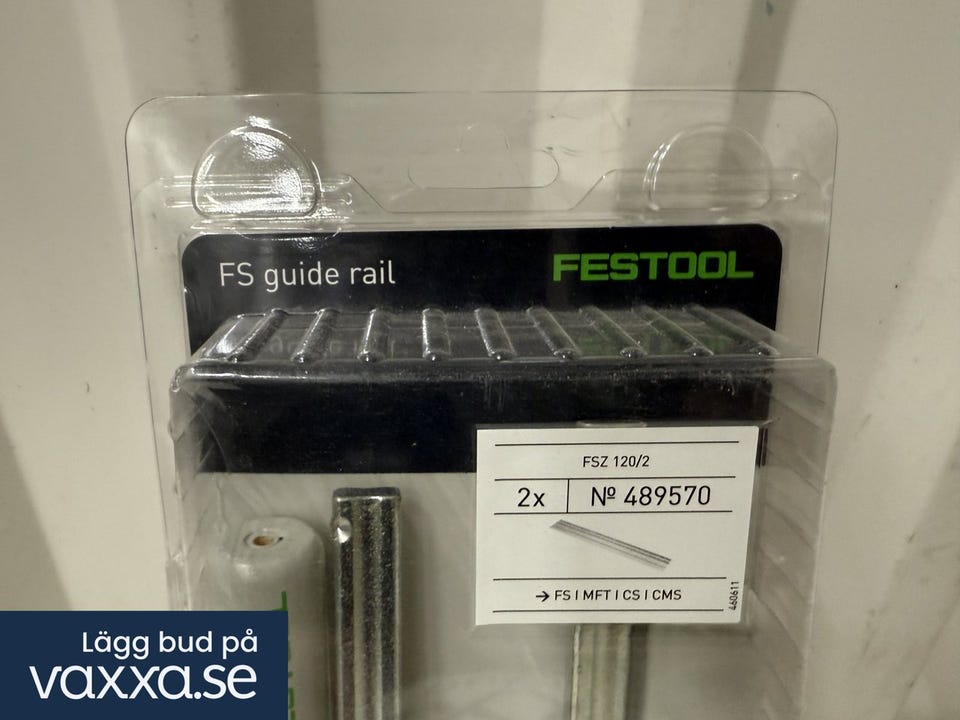 FS guide rail
FESTOOL
FSZ 120/2
2x
Nº 489570
→ FS | MFT | CS | CMS
460611
Lägg bud på
vaxxa.se